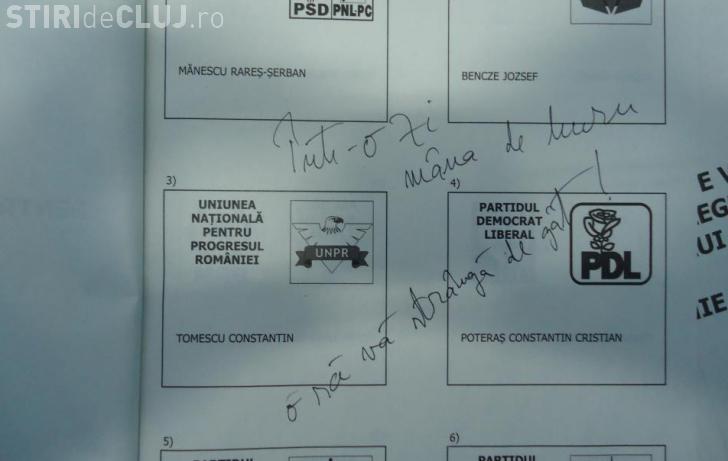 STIRIdeCLUJ.ro
PSD PNL-PC
MĂNESCU RAREȘ-ȘERBAN
BENCZE JOZSEF
Într-o zi
mâna de lucru
3)
UNIUNEA
NAȚIONALĂ
PENTRU
PROGRESUL
ROMÂNIEI
UNPR
TOMESCU CONSTANTIN
4)
PARTIDUL
DEMOCRAT
LIBERAL
PDL
POTERAȘ CONSTANTIN CRISTIAN
o să vă strângă de gât!
5)
PARTIDUL
6)
PARTIDUL